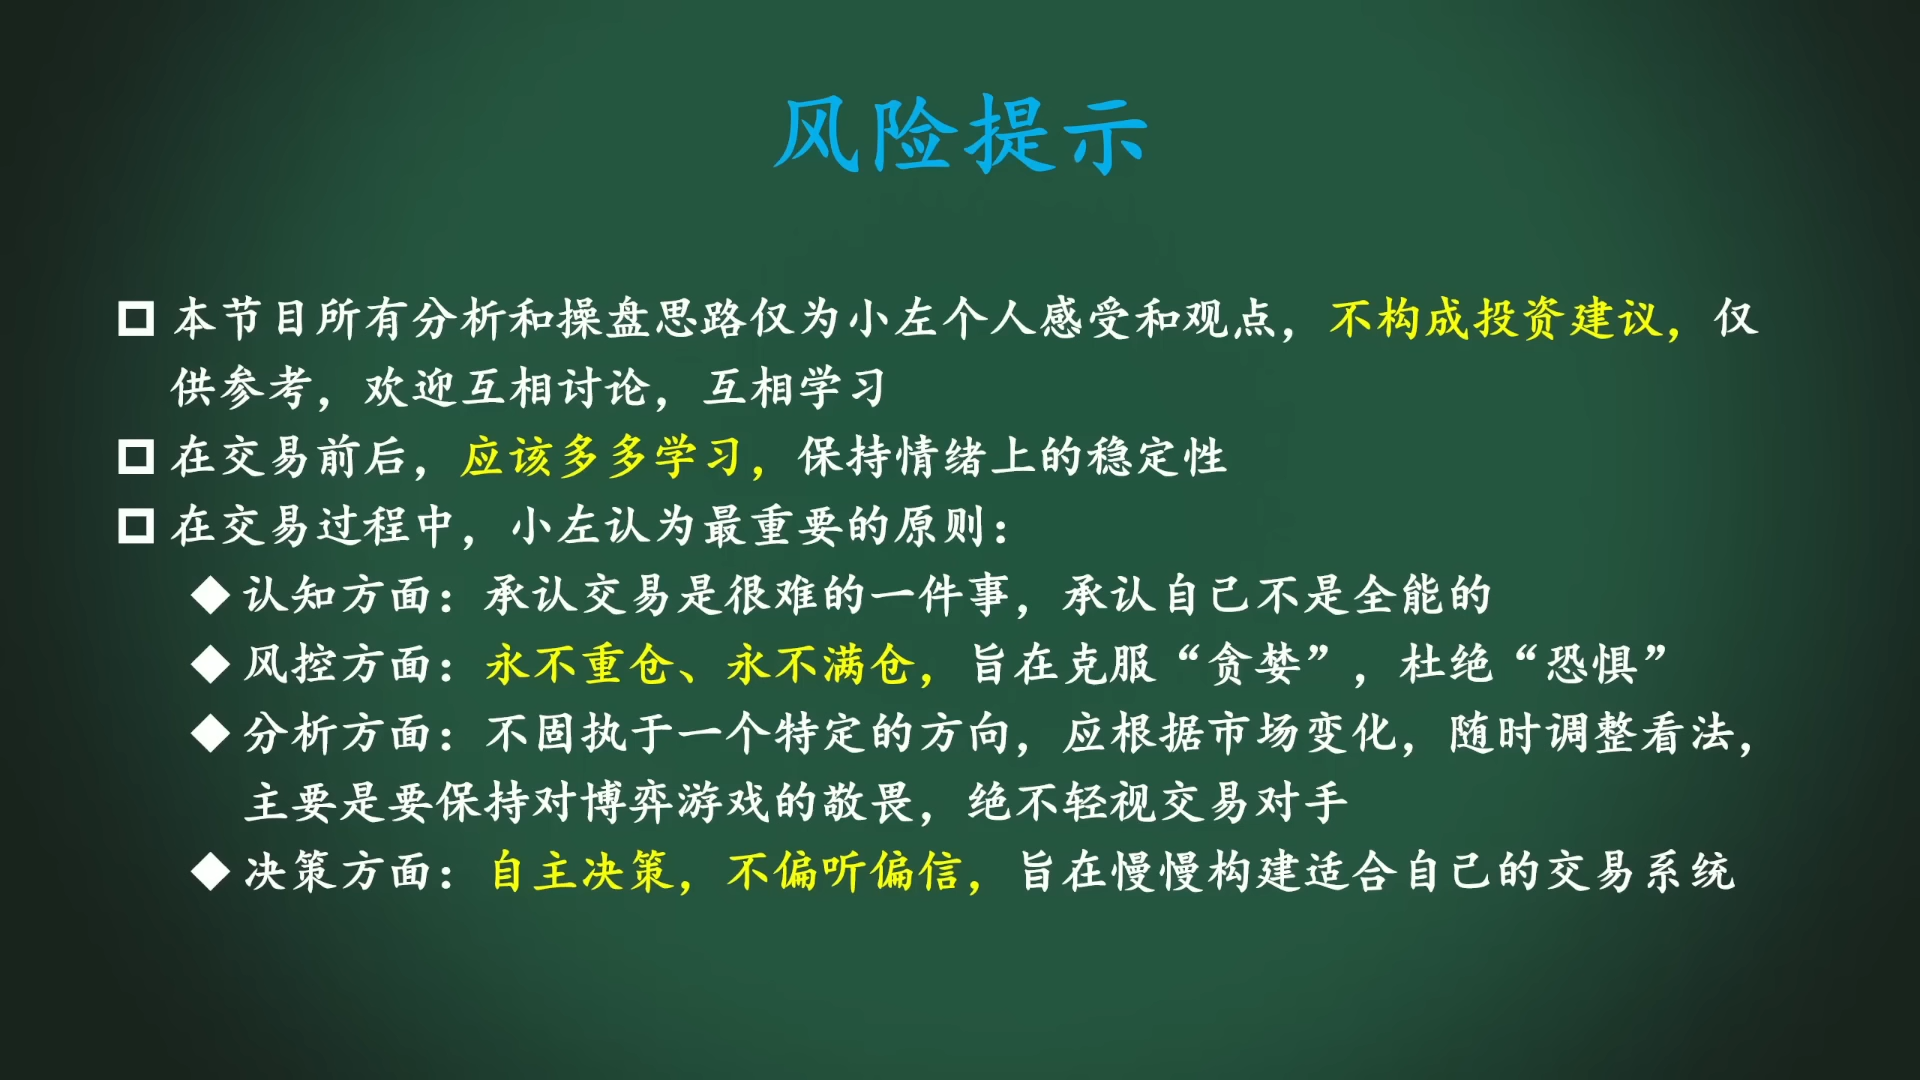 风险提示
本节目所有分析和操盘思路仅为小左个人感受和观点，不构成投资建议，仅
供参考，欢迎互相讨论，互相学习
在交易前后，应该多多学习，保持情绪上的稳定性
在交易过程中，小左认为最重要的原则：
认知方面：承认交易是很难的一件事，承认自己不是全能的
风控方面：永不重仓、永不满仓，旨在克服“贪婪”，杜绝“恐惧”
分析方面：不固执于一个特定的方向，应根据市场变化，随时调整看法，
主要是要保持对博弈游戏的敬畏，绝不轻视交易对手
决策方面：自主决策，不偏听偏信，旨在慢慢构建适合自己的交易系统